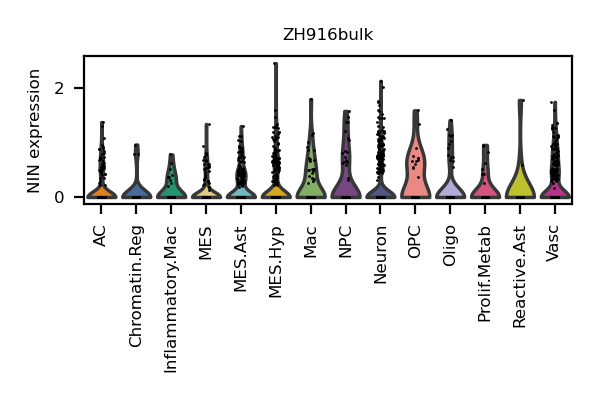 ZH916bulk
NIN expression
2
0
AC
Chromatin.Reg
Inflammatory.Mac
MES
MES.Ast
MES.Hyp
Mac
NPC
Neuron
OPC
Oligo
Prolif.Metab
Reactive.Ast
Vasc